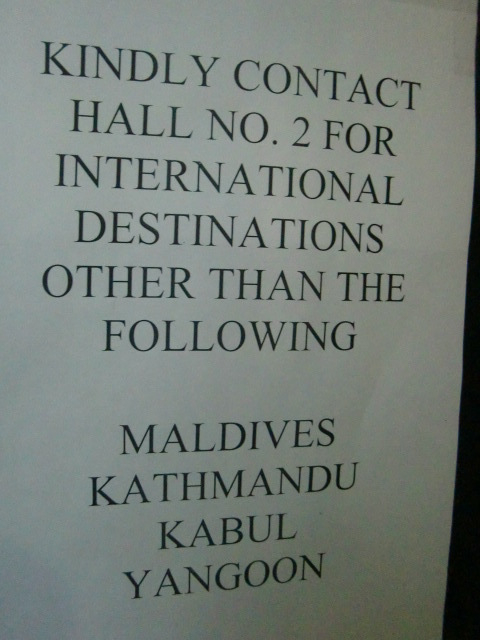 KINDLY CONTACT
HALL NO. 2 FOR
INTERNATIONAL
DESTINATIONS
OTHER THAN THE
FOLLOWING
MALDIVES
KATHMANDU
KABUL
YANGOON